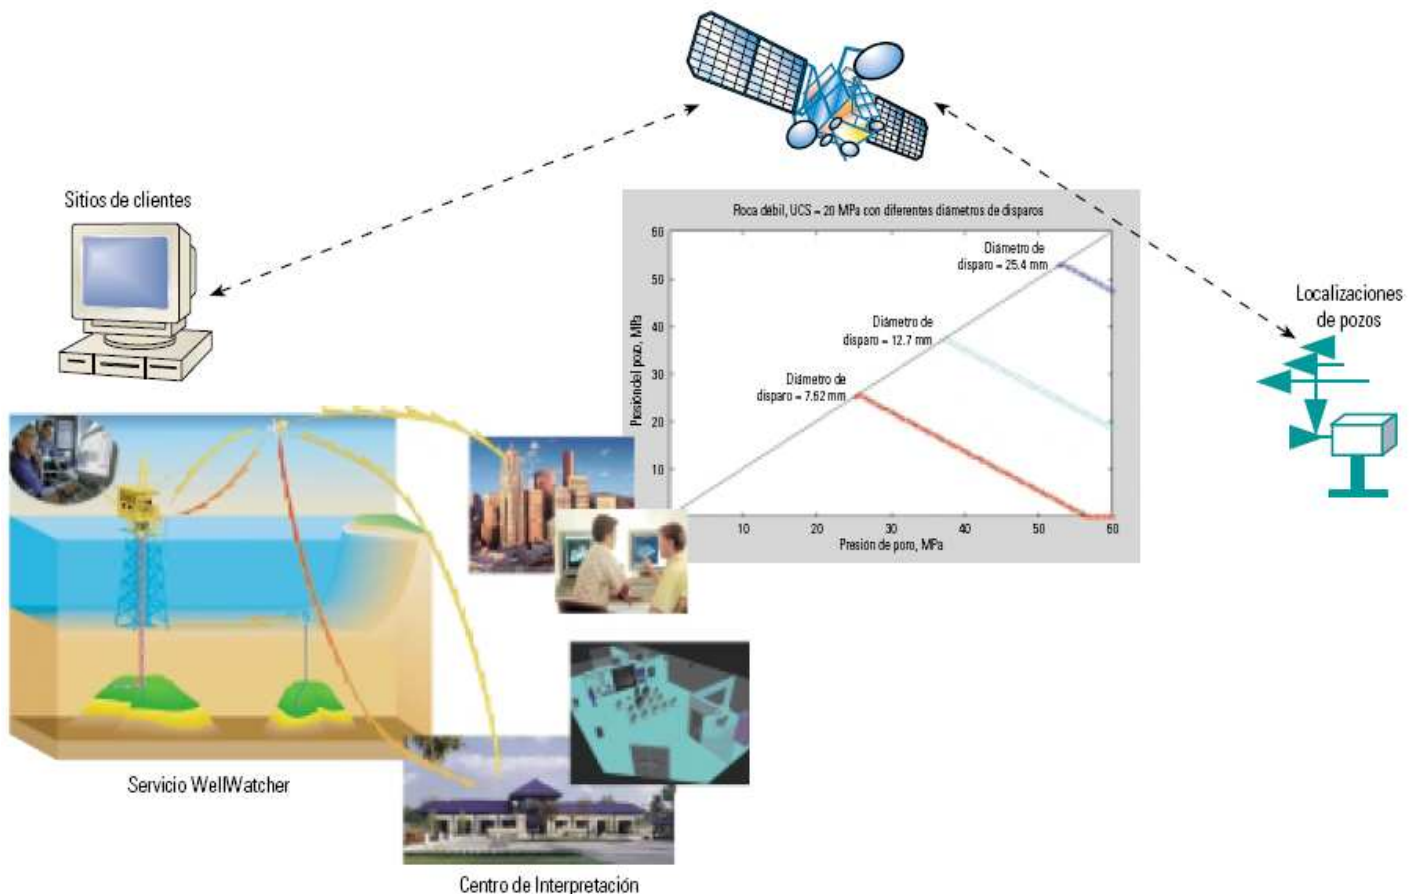 Sitios de clientes
Roca débil, UCS = 20 MPa con diferentes diámetros de disparos
Presión del pozo, MPa
60
50
40
30
20
10
Diámetro de
disparo = 25.4 mm
Diámetro de
disparo = 12.7 mm
Diámetro de
disparo = 7.62 mm
10
20
30
40
50
60
Presión de poro, MPa
Localizaciones
de pozos
Servicio WellWatcher
Centro de Interpretación